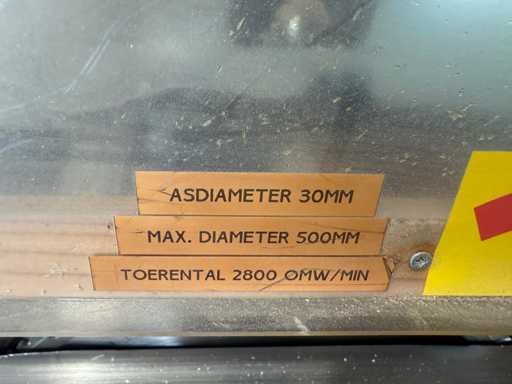 ASDIAMETER 30MM
MAX. DIAMETER 500MM
TOERENTAL 2800 OMW/MIN